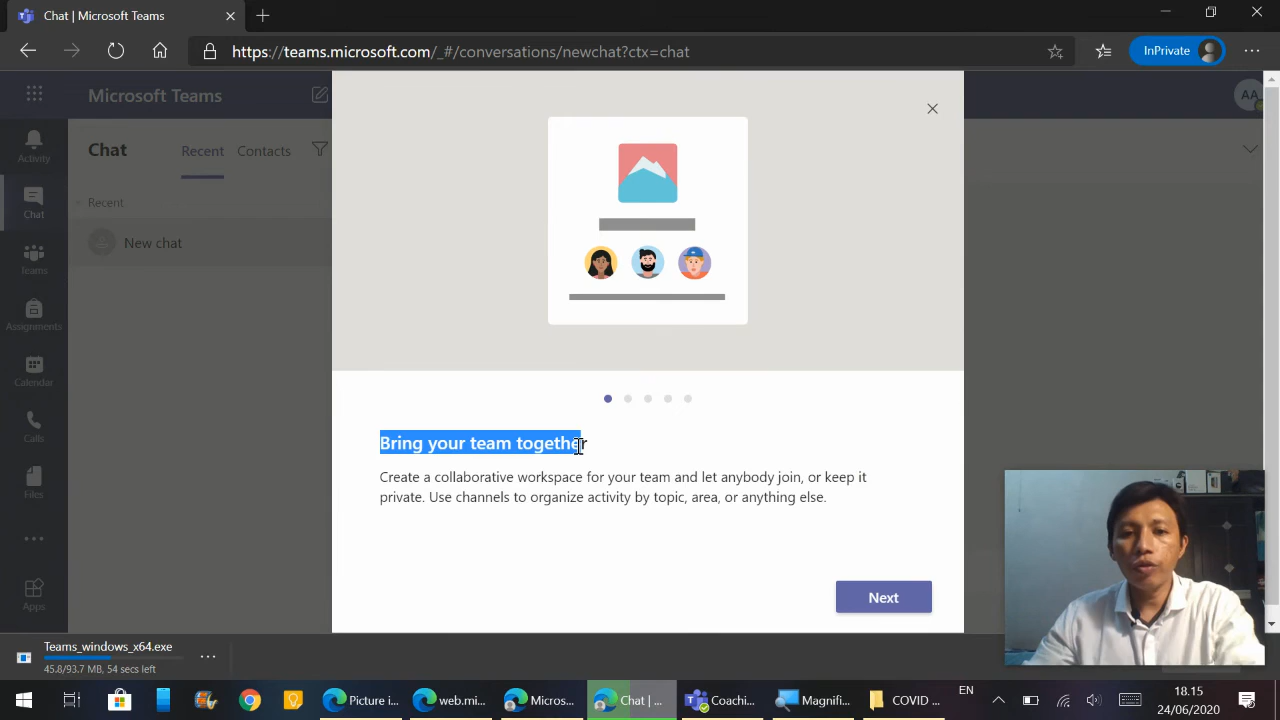 Chat | Microsoft Teams
https://teams.microsoft.com/_#/conversations/newchat?ctx=chat
InPrivate
Microsoft Teams
AA
Activity
Chat
Teams
Assignments
Calendar
Calls
Files
Apps
Chat
Recent
Contacts
Recent
New chat
Bring your team together
Create a collaborative workspace for your team and let anybody join, or keep it
private. Use channels to organize activity by topic, area, or anything else.
Next
Teams_windows_x64.exe
45.8/93.7 MB, 54 secs left
Picture i...
web.mi...
Micros...
Chat | ...
Coachi...
Magnifi...
COVID ...
EN
18.15
24/06/2020